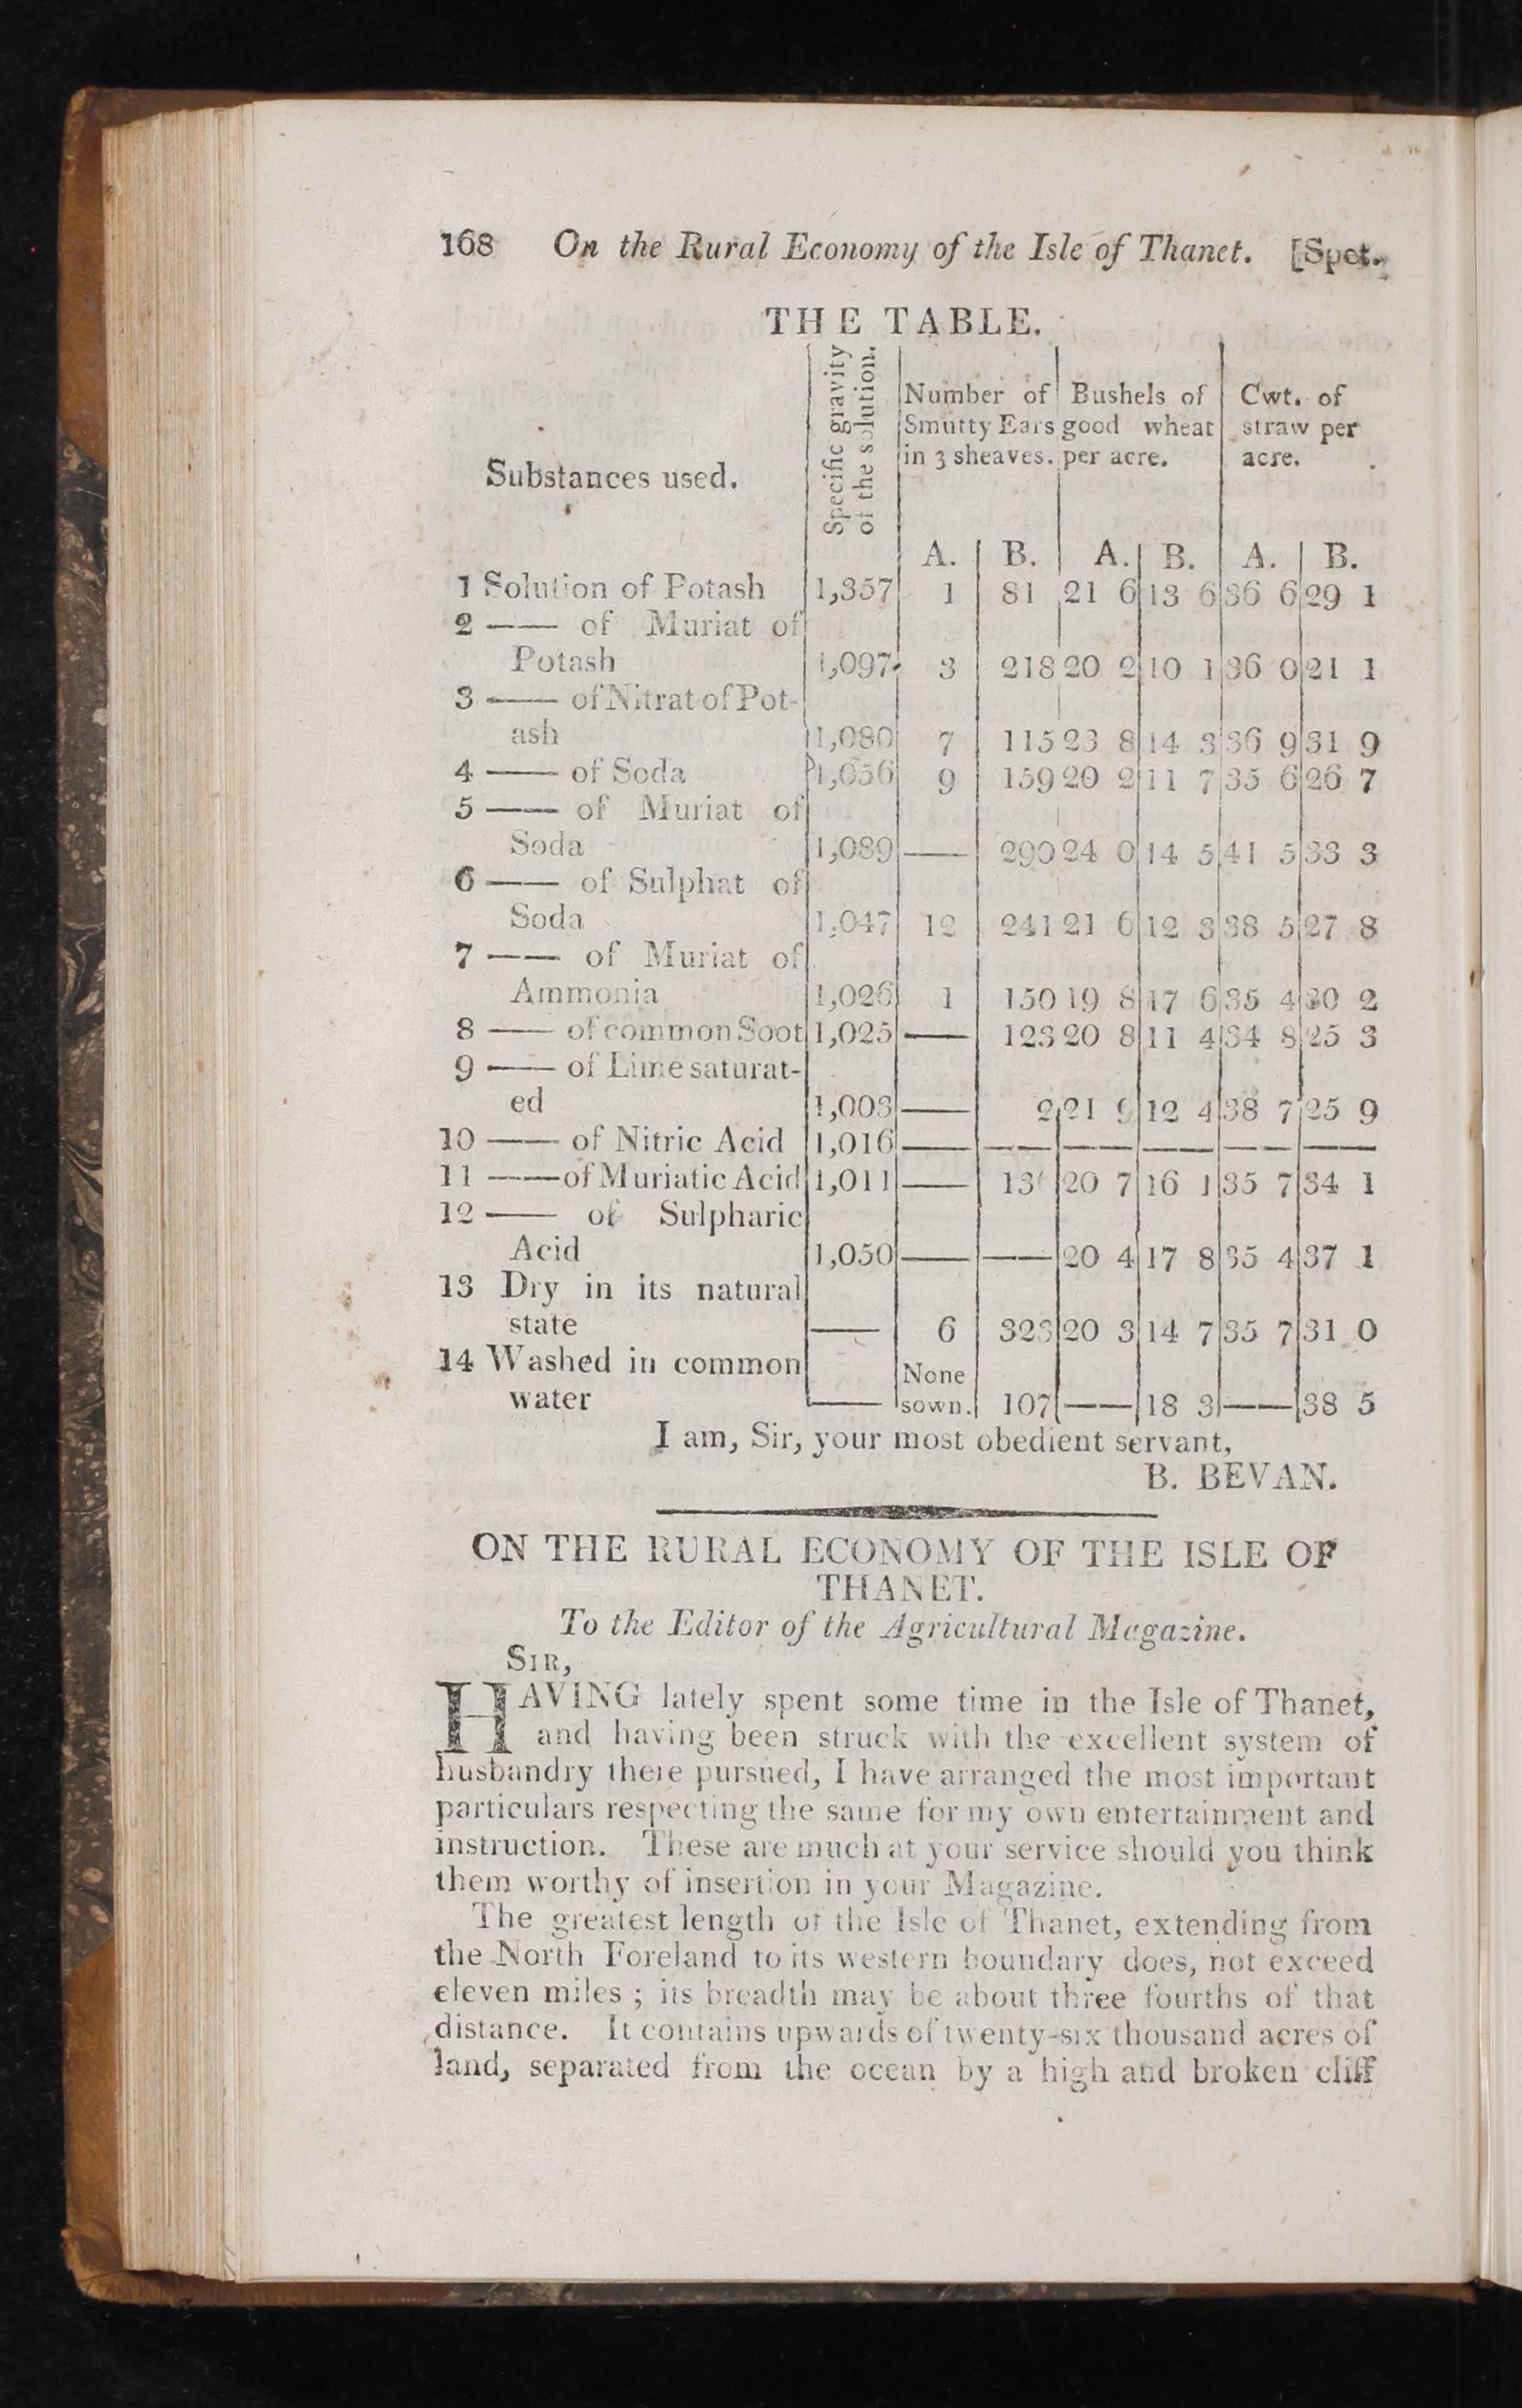 168 On the Rural Economy of the Isle of Thanet. [Spet.
THE TABLE.
Substances used.
Specific gravity
of the solution.
Number of
Smutty Ears
in 3 sheaves.
Bushels of
good wheat
per acre.
Cwt. of
straw per
acre.
A. B. A. B. A. B.
1 Solution of Potash 1,357 1 81 21 6 13 6 36 6 29 1
2 —— of Muriat of
Potash 1,097 3 218 20 2 10 1 36 0 21 1
3 —— of Nitrat of Pot-
ash 1,080 7 115 23 8 14 3 36 9 31 9
4 —— of Soda 1,056 9 159 20 2 11 7 35 6 26 7
5 —— of Muriat of
Soda 1,089 —— 290 24 0 14 5 41 5 33 3
6 —— of Sulphat of
Soda 1,047 12 241 21 6 12 3 38 5 27 8
7 —— of Muriat of
Ammonia 1,026 1 150 19 8 17 6 35 4 30 2
8 —— of common Soot 1,025 —— 123 20 8 11 4 34 8 25 3
9 —— of Lime saturat-
ed 1,003 —— 2 21 9 12 4 38 7 25 9
10 —— of Nitric Acid 1,016 —— —— —— —— —— ——
11 —— of Muriatic Acid 1,011 —— 20 7 16 1 35 7 34 1
12 —— of Sulpharic
Acid 1,050 —— —— 20 4 17 8 35 4 37 1
13 Dry in its natural
state —— 6 323 20 3 14 7 35 7 31 0
14 Washed in common
water —— None
sown. 107 —— 18 3 —— 38 5
I am, Sir, your most obedient servant,
B. BEVAN.
ON THE RURAL ECONOMY OF THE ISLE OF
THANET.
To the Editor of the Agricultural Magazine.
SIR,
HAVING lately spent some time in the Isle of Thanet,
and having been struck with the excellent system of
husbandry there pursued, I have arranged the most important
particulars respecting the same for my own entertainment and
instruction. These are much at your service should you think
them worthy of insertion in your Magazine.
The greatest length of the Isle of Thanet, extending from
the North Foreland to its western boundary does, not exceed
eleven miles ; its breadth may be about three fourths of that
distance. It contains upwards of twenty-six thousand acres of
land, separated from the ocean by a high and broken cliff